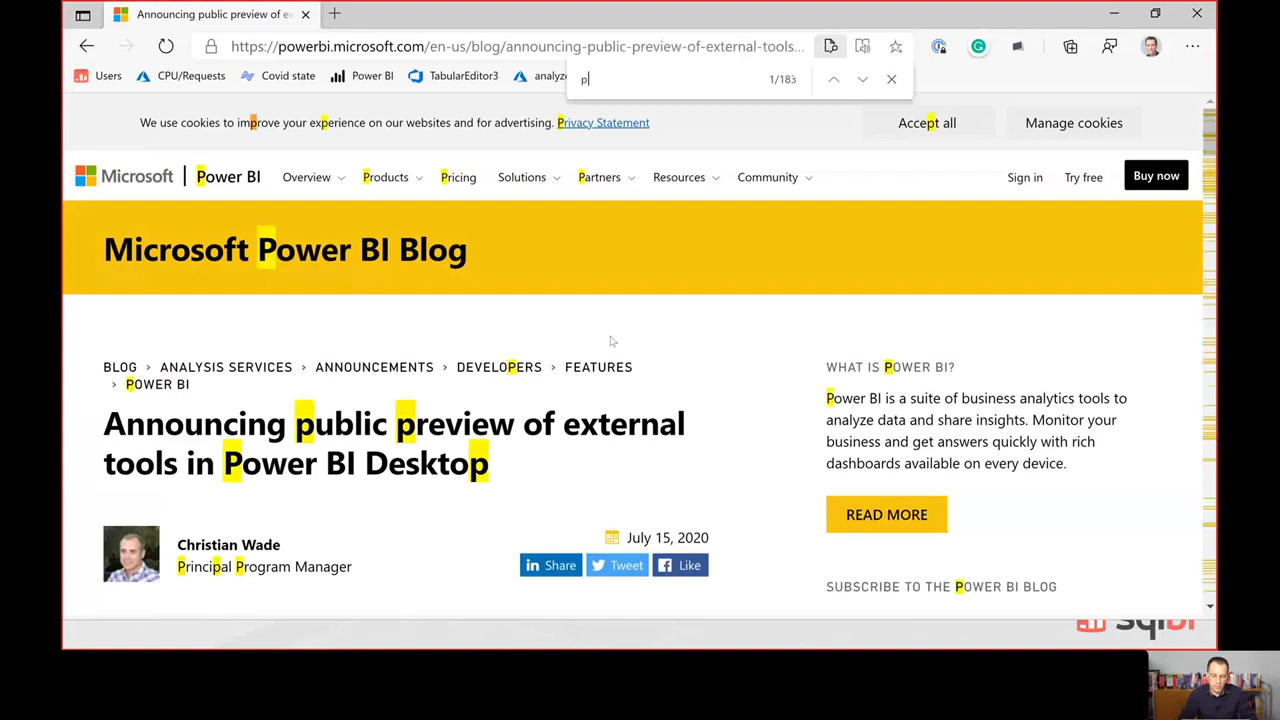 Announcing public preview of e
https://powerbi.microsoft.com/en-us/blog/announcing-public-preview-of-external-tools...
Users CPU/Requests Covid state Power BI TabularEditor3 analyze
p 1/183
We use cookies to improve your experience on our websites and for advertising. Privacy Statement Accept all Manage cookies
Microsoft Power BI Overview Products Pricing Solutions Partners Resources Community Sign in Try free Buy now
Microsoft Power BI Blog
BLOG > ANALYSIS SERVICES > ANNOUNCEMENTS > DEVELOPERS > FEATURES
> POWER BI
Announcing public preview of external
tools in Power BI Desktop
Christian Wade
Principal Program Manager
July 15, 2020
in Share Tweet Like
WHAT IS POWER BI?
Power BI is a suite of business analytics tools to
analyze data and share insights. Monitor your
business and get answers quickly with rich
dashboards available on every device.
READ MORE
SUBSCRIBE TO THE POWER BI BLOG
sqlbi